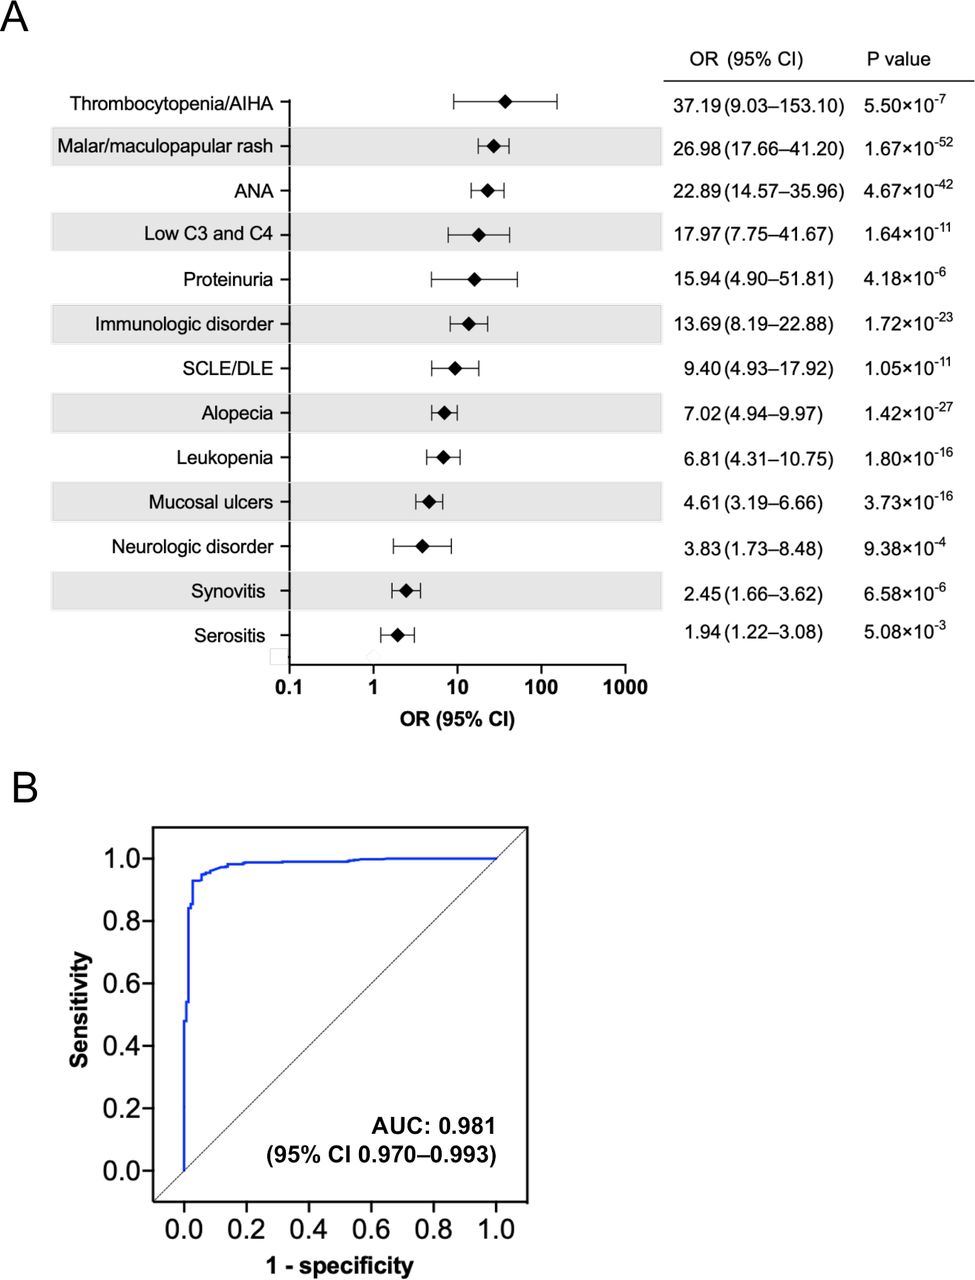 A
OR (95% CI) P value
Thrombocytopenia/AIHA 37.19 (9.03–153.10) 5.50×10⁻⁷
Malar/maculopapular rash 26.98 (17.66–41.20) 1.67×10⁻⁵²
ANA 22.89 (14.57–35.96) 4.67×10⁻⁴²
Low C3 and C4 17.97 (7.75–41.67) 1.64×10⁻¹¹
Proteinuria 15.94 (4.90–51.81) 4.18×10⁻⁶
Immunologic disorder 13.69 (8.19–22.88) 1.72×10⁻²³
SCLE/DLE 9.40 (4.93–17.92) 1.05×10⁻¹¹
Alopecia 7.02 (4.94–9.97) 1.42×10⁻²⁷
Leukopenia 6.81 (4.31–10.75) 1.80×10⁻¹⁶
Mucosal ulcers 4.61 (3.19–6.66) 3.73×10⁻¹⁶
Neurologic disorder 3.83 (1.73–8.48) 9.38×10⁻⁴
Synovitis 2.45 (1.66–3.62) 6.58×10⁻⁶
Serositis 1.94 (1.22–3.08) 5.08×10⁻³
0.1 1 10 100 1000
OR (95% CI)
B
1.0
0.8
0.6
0.4
0.2
0.0
Sensitivity
AUC: 0.981
(95% CI 0.970–0.993)
0.0 0.2 0.4 0.6 0.8 1.0
1 - specificity